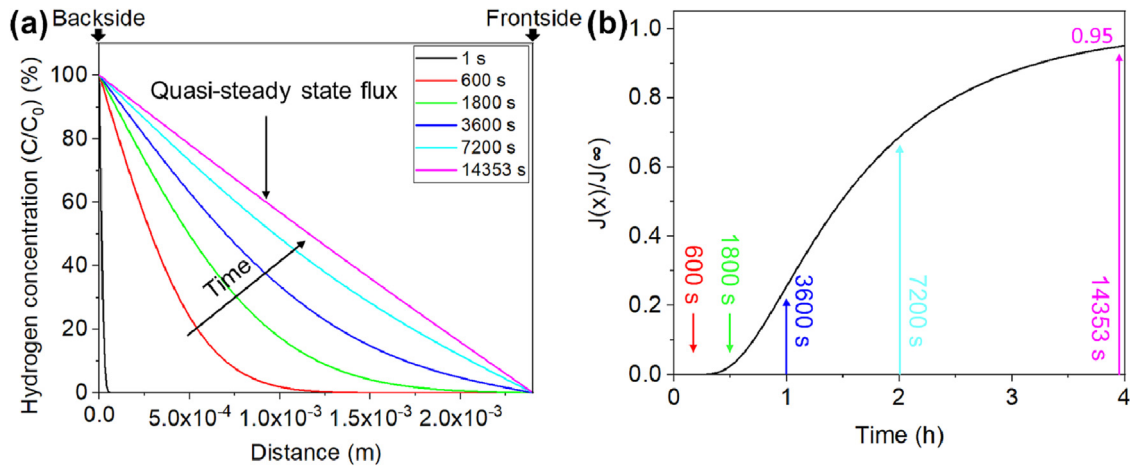 (a)
Backside
Frontside
Hydrogen concentration (C/C₀) (%)
100
80
60
40
20
0
Quasi-steady state flux
Time
1 s
600 s
1800 s
3600 s
7200 s
14353 s
0.0
5.0x10⁻⁴
1.0x10⁻³
1.5x10⁻³
2.0x10⁻³
Distance (m)
(b)
J(x)/J(∞)
1.0
0.8
0.6
0.4
0.2
0.0
600 s
1800 s
3600 s
7200 s
14353 s
0.95
0
1
2
3
4
Time (h)